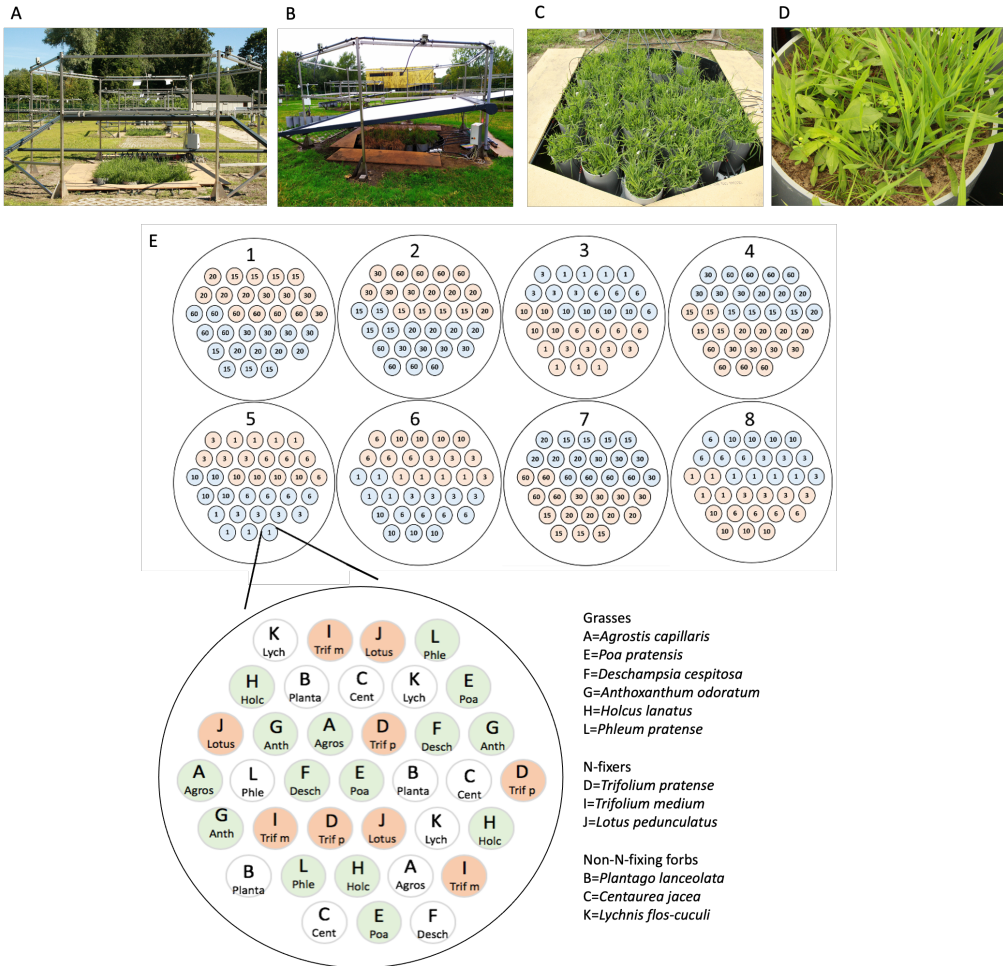 A B C D
E
1 2 3 4
20 15 15 15 15
20 20 30 30 30 30
60 60 60 60 60 60 30
60 60 30 30 30 30
15 20 20 20 20
15 15 15
30 60 60 60 60
30 30 30 20 20 20
15 15 15 15 15 15 20
15 15 20 20 20 20
60 30 30 30 30
60 60 60
3 1 1 1 1
3 3 3 6 6 6
10 10 10 10 10 10 6
10 10 6 6 6 6
1 3 3 3 3
1 1 1
30 60 60 60 60
30 30 30 20 20 20
15 15 15 15 15 15 20
15 15 20 20 20 20
60 30 30 30 30
60 60 60
5 6 7 8
3 1 1 1 1
3 3 3 6 6 6
10 10 10 10 10 10 6
10 10 6 6 6 6
1 3 3 3 3
1 1 1
6 10 10 10 10
6 6 6 3 3 3
1 1 1 1 1 1 3
1 1 3 3 3 3
10 6 6 6 6
10 10 10
20 15 15 15 15
20 20 20 30 30 30
60 60 60 60 60 60 30
60 60 30 30 30 30
15 20 20 20 20
15 15 15
6 10 10 10 10
6 6 6 3 3 3
1 1 1 1 1 1 3
1 1 3 3 3 3
10 6 6 6 6
10 10 10
K I J L
Lych Trif m Lotus Phle
H B C K E
Holc Planta Cent Lych Poa
J G A D F G
Lotus Anth Agros Trif p Desch Anth
A L F E B C D
Agros Phle Desch Poa Planta Cent Trif p
G I D J K H
Anth Trif m Trif p Lotus Lych Holc
B L H A I
Planta Phle Holc Agros Trif m
C E F
Cent Poa Desch
Grasses
A=Agrostis capillaris
E=Poa pratensis
F=Deschampsia cespitosa
G=Anthoxanthum odoratum
H=Holcus lanatus
L=Phleum pratense
N-fixers
D=Trifolium pratense
I=Trifolium medium
J=Lotus pedunculatus
Non-N-fixing forbs
B=Plantago lanceolata
C=Centaurea jacea
K=Lychnis flos-cuculi